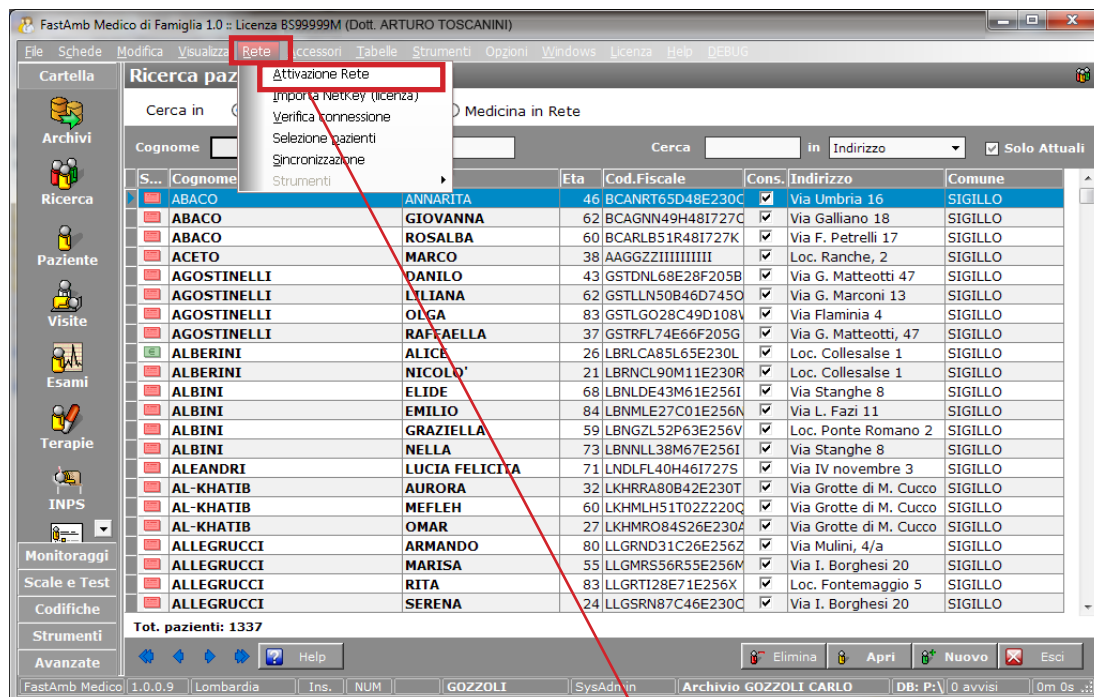 FastAmb Medico di Famiglia 1.0 :: Licenza BS99999M (Dott. ARTURO TOSCANINI)
File Schede Modifica Visualizza Rete Accessori Tabelle Strumenti Opzioni Windows Licenza Help DEBUG
Cartella
Ricerca paz
Attivazione Rete
Importa NetKey (licenza)
Verifica connessione
Selezione pazienti
Sincronizzazione
Strumenti
Cerca in Medicina in Rete
Cognome Cerca in Indirizzo Solo Attuali
Archivi
Ricerca
Paziente
Visite
Esami
Terapie
INPS
Monitoraggi
Scale e Test
Codifiche
Strumenti
Avanzate
S... Cognome Eta Cod.Fiscale Cons. Indirizzo Comune
ABACO ANNARITA 46 BCANRT65D48E230C Via Umbria 16 SIGILLO
ABACO GIOVANNA 62 BCAGNN49H48I727C Via Galliano 18 SIGILLO
ABACO ROSALBA 60 BCARLB51R48I727K Via F. Petrelli 17 SIGILLO
ACETO MARCO 38 AAGGZZIIIIIIIIII Loc. Ranche, 2 SIGILLO
AGOSTINELLI DANILO 43 GSTDNL68E28F205B Via G. Matteotti 47 SIGILLO
AGOSTINELLI LILIANA 62 GSTLLN50B46D745O Via G. Marconi 13 SIGILLO
AGOSTINELLI OLGA 83 GSTLGO28C49D108 Via Flaminia 4 SIGILLO
AGOSTINELLI RAFFAELLA 37 GSTRFL74E66F205G Via G. Matteotti, 47 SIGILLO
ALBERINI ALICE 26 LBRLCA85L65E230L Loc. Collesalse 1 SIGILLO
ALBERINI NICOLO' 21 LBRNCL90M11E230R Loc. Collesalse 1 SIGILLO
ALBINI ELIDE 68 LBNLDE43M61E256I Via Stanghe 8 SIGILLO
ALBINI EMILIO 84 LBNMLE27C01E256N Via L. Fazi 11 SIGILLO
ALBINI GRAZIELLA 59 LBNGZL52P63E256V Loc. Ponte Romano 2 SIGILLO
ALBINI NELLA 73 LBNNLL38M67E256I Via Stanghe 8 SIGILLO
ALEANDRI LUCIA FELICITA 71 LNDLFL40H46I727S Via IV novembre 3 SIGILLO
AL-KHATIB AURORA 32 LKHRRA80B42E230T Via Grotte di M. Cucco SIGILLO
AL-KHATIB MEFLEH 60 LKHMLH51T02Z220Q Via Grotte di M. Cucco SIGILLO
AL-KHATIB OMAR 27 LKHMRO84S26E230A Via Grotte di M. Cucco SIGILLO
ALLEGRUCCI ARMANDO 80 LLGRND31C26E256Z Via Mulini, 4/a SIGILLO
ALLEGRUCCI MARISA 55 LLGMRS56R55E256M Via I. Borghesi 20 SIGILLO
ALLEGRUCCI RITA 83 LLGRTI28E71E256X Loc. Fontemaggio 5 SIGILLO
ALLEGRUCCI SERENA 24 LLGSRN87C46E230C Via I. Borghesi 20 SIGILLO
Tot. pazienti: 1337
Help Elimina Apri Nuovo Esci
FastAmb Medico 1.0.0.9 Lombardia Ins. NUM GOZZOLI SysAdmin Archivio GOZZOLI CARLO DB: P:\ 0 avvisi 0m 0s